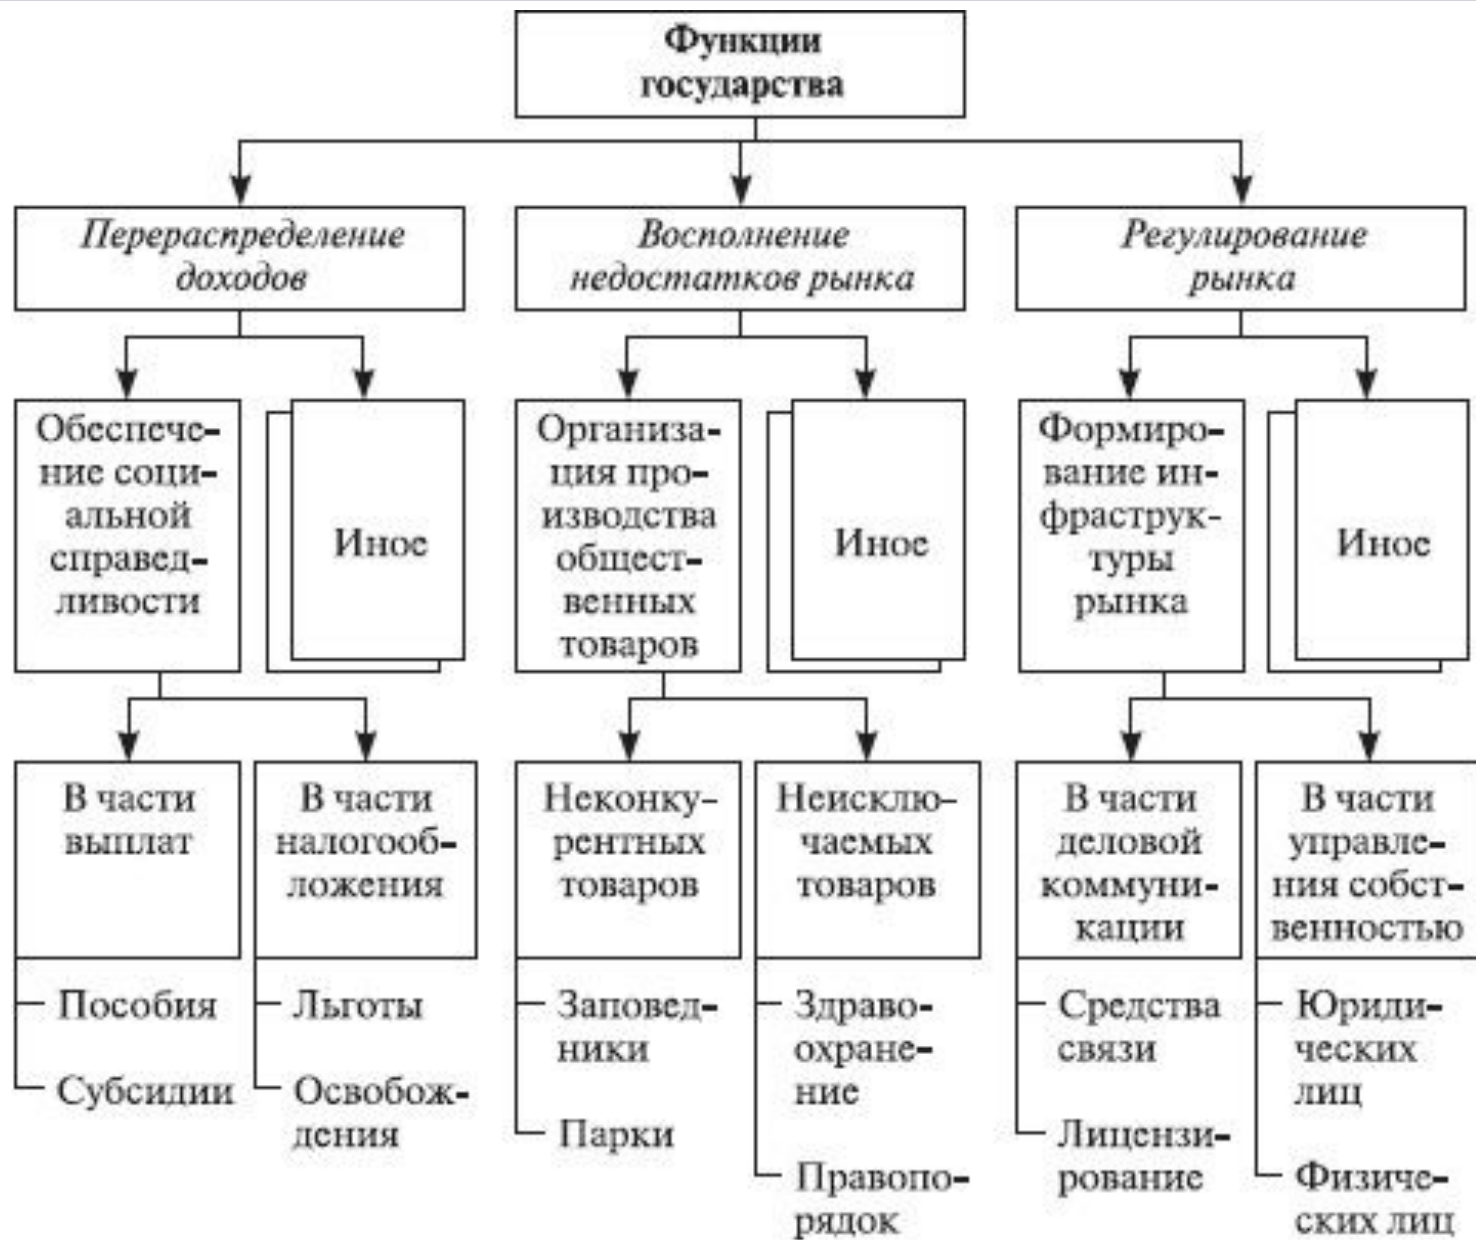 Функции
государства
Перераспределение
доходов
Восполнение
недостатков рынка
Регулирование
рынка
Обеспече-
ние соци-
альной
справед-
ливости
Иное
Организа-
ция про-
изводства
общест-
венных
товаров
Иное
Формиро-
вание ин-
фраструк-
туры
рынка
Иное
В части
выплат
В части
налогооб-
ложения
Неконку-
рентных
товаров
Неисклю-
чаемых
товаров
В части
деловой
коммуни-
кации
В части
управле-
ния собст-
венностью
Пособия
Субсидии
Льготы
Освобож-
дения
Заповед-
ники
Парки
Здраво-
охране-
ние
Правопо-
рядок
Средства
связи
Лицензи-
рование
Юриди-
ческих
лиц
Физиче-
ских лиц